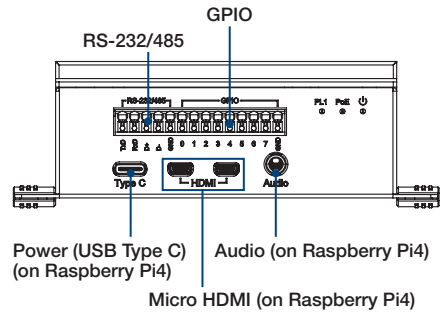 GPIO
RS-232/485
RS-232/485 GPIO
PL1 PoE
0 1 2 3 4 5 6 7 GND
Type C HDMI Audio
Power (USB Type C) Audio (on Raspberry Pi4)
(on Raspberry Pi4)
Micro HDMI (on Raspberry Pi4)